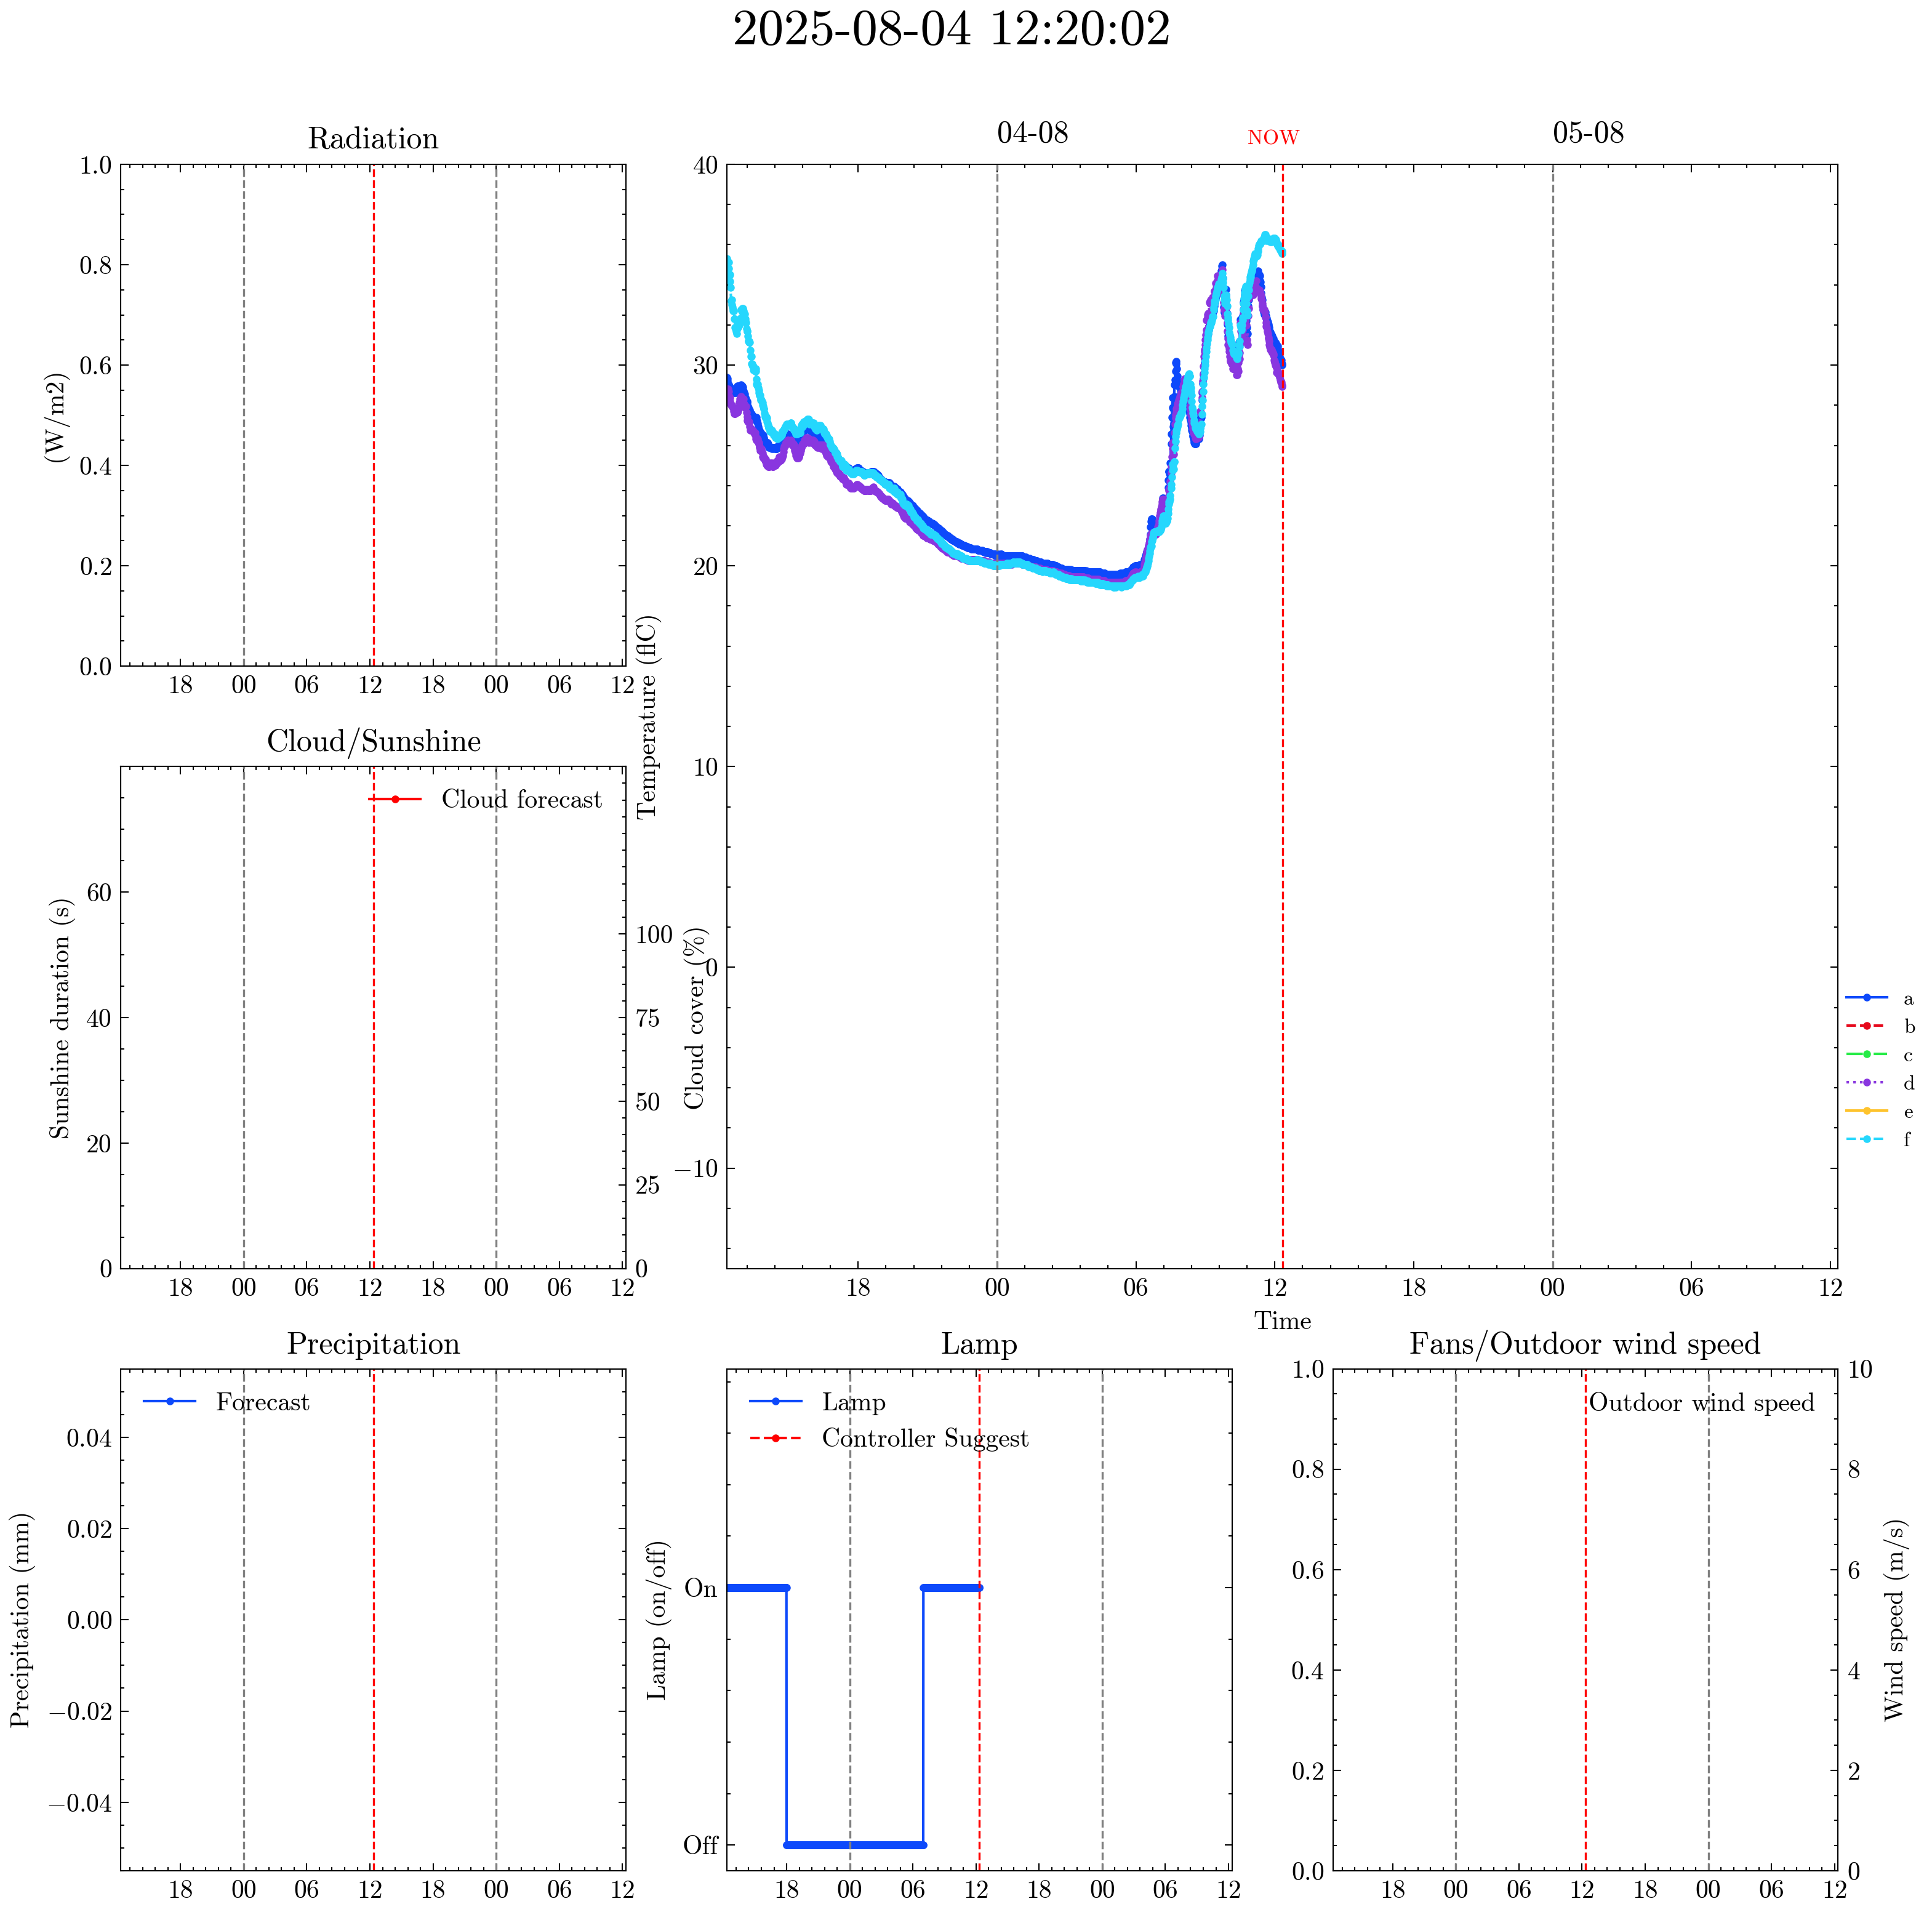 2025-08-04 12:20:02
Radiation
1.0
0.8
0.6
0.4
0.2
0.0
(W/m2)
18 00 06 12 18 00 06 12
04-08
NOW
05-08
40
30
20
10
0
−10
Temperature (flC)
18 00 06 12 18 00 06 12
Time
a
b
c
d
e
f
Cloud/Sunshine
Cloud forecast
60
40
20
0
Sunshine duration (s)
100
75
50
25
0
Cloud cover (%)
18 00 06 12 18 00 06 12
Precipitation
Forecast
0.04
0.02
0.00
−0.02
−0.04
Precipitation (mm)
18 00 06 12 18 00 06 12
Lamp
Lamp
Controller Suggest
On
Off
Lamp (on/off)
18 00 06 12 18 00 06 12
Fans/Outdoor wind speed
Outdoor wind speed
1.0
0.8
0.6
0.4
0.2
0.0
10
8
6
4
2
0
Wind speed (m/s)
18 00 06 12 18 00 06 12